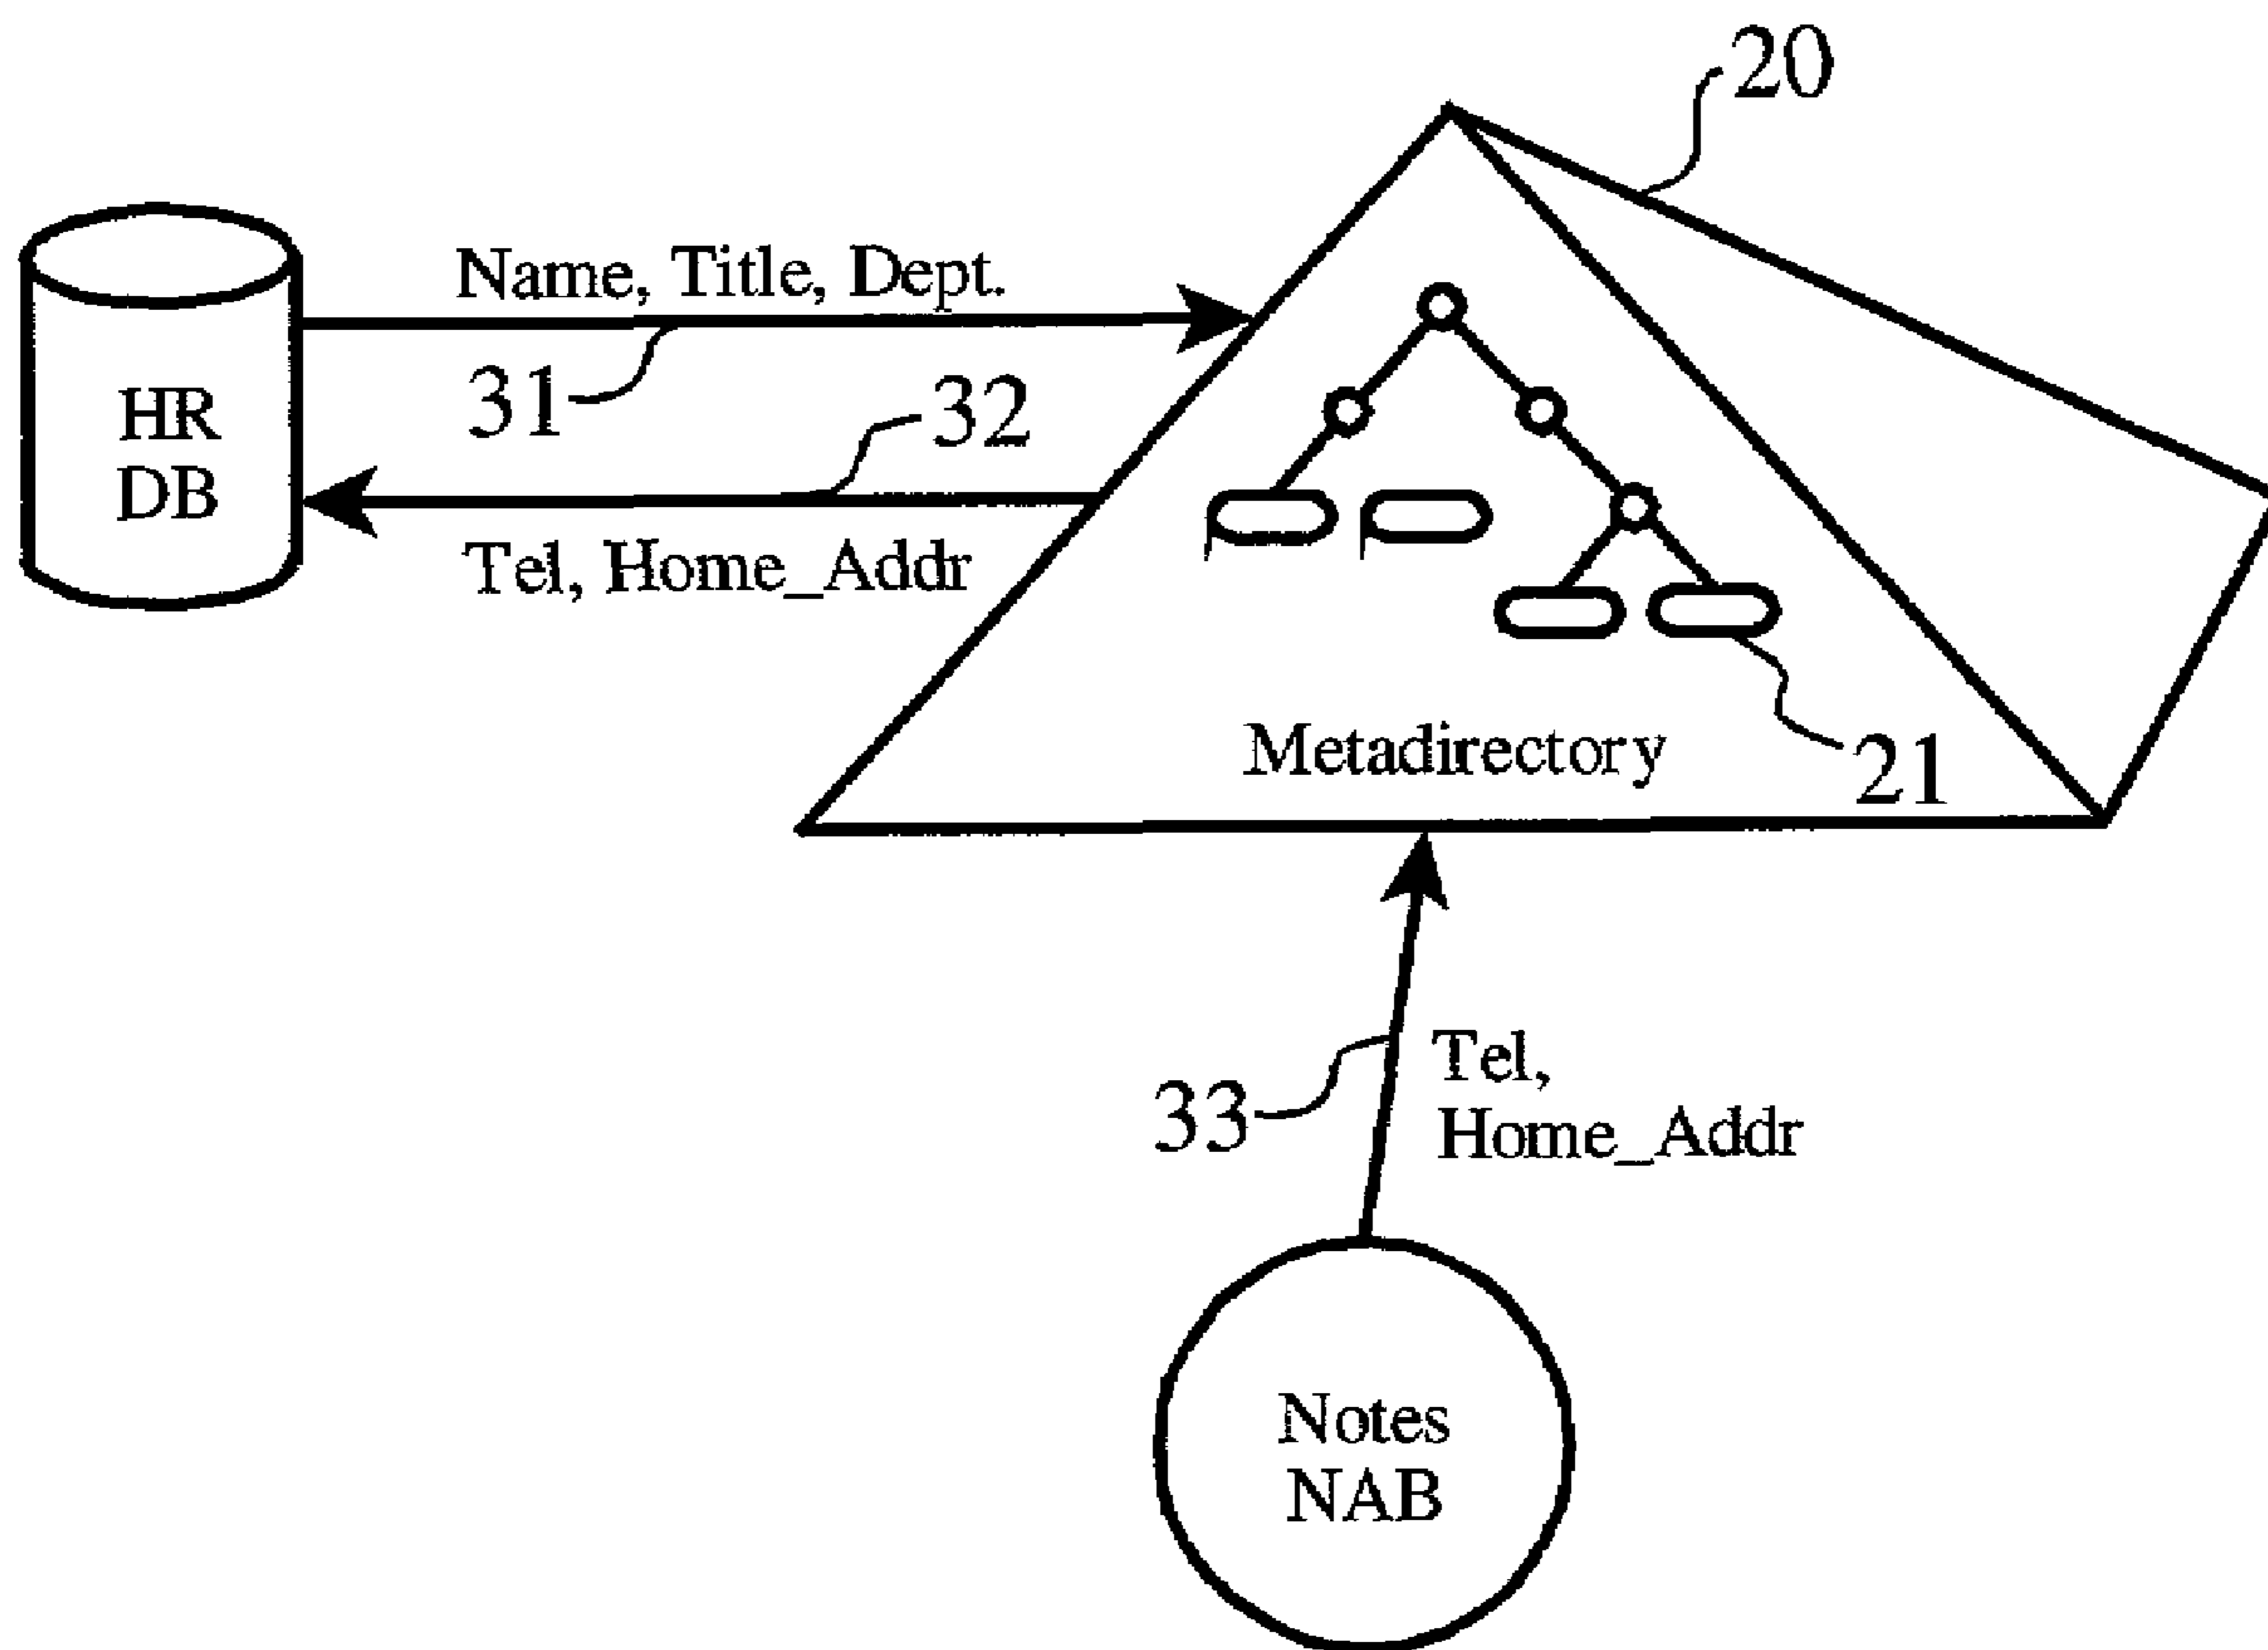 20
Name, Title, Dept.
31
32
HR
DB
Tel, Home_Addr
Metadirectory
21
33
Tel,
Home_Addr
Notes
NAB